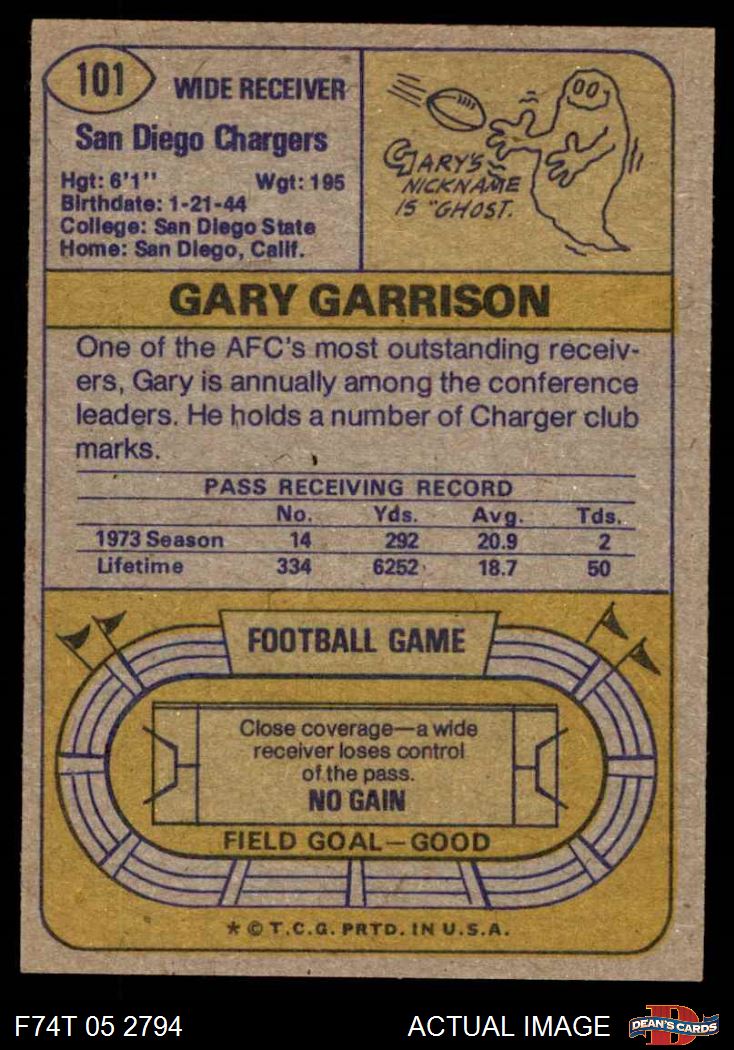 101
WIDE RECEIVER
San Diego Chargers
Hgt: 6'1" Wgt: 195
Birthdate: 1-21-44
College: San Diego State
Home: San Diego, Calif.
GARY'S
NICKNAME
IS "GHOST.
GARY GARRISON
One of the AFC's most outstanding receiv-
ers, Gary is annually among the conference
leaders. He holds a number of Charger club
marks.
PASS RECEIVING RECORD
No. Yds. Avg. Tds.
1973 Season 14 292 20.9 2
Lifetime 334 6252 18.7 50
FOOTBALL GAME
Close coverage—a wide
receiver loses control
of the pass.
NO GAIN
FIELD GOAL—GOOD
* © T.C.G. PRTD. IN U.S.A.
F74T 05 2794 ACTUAL IMAGE
D
DEAN'S CARDS